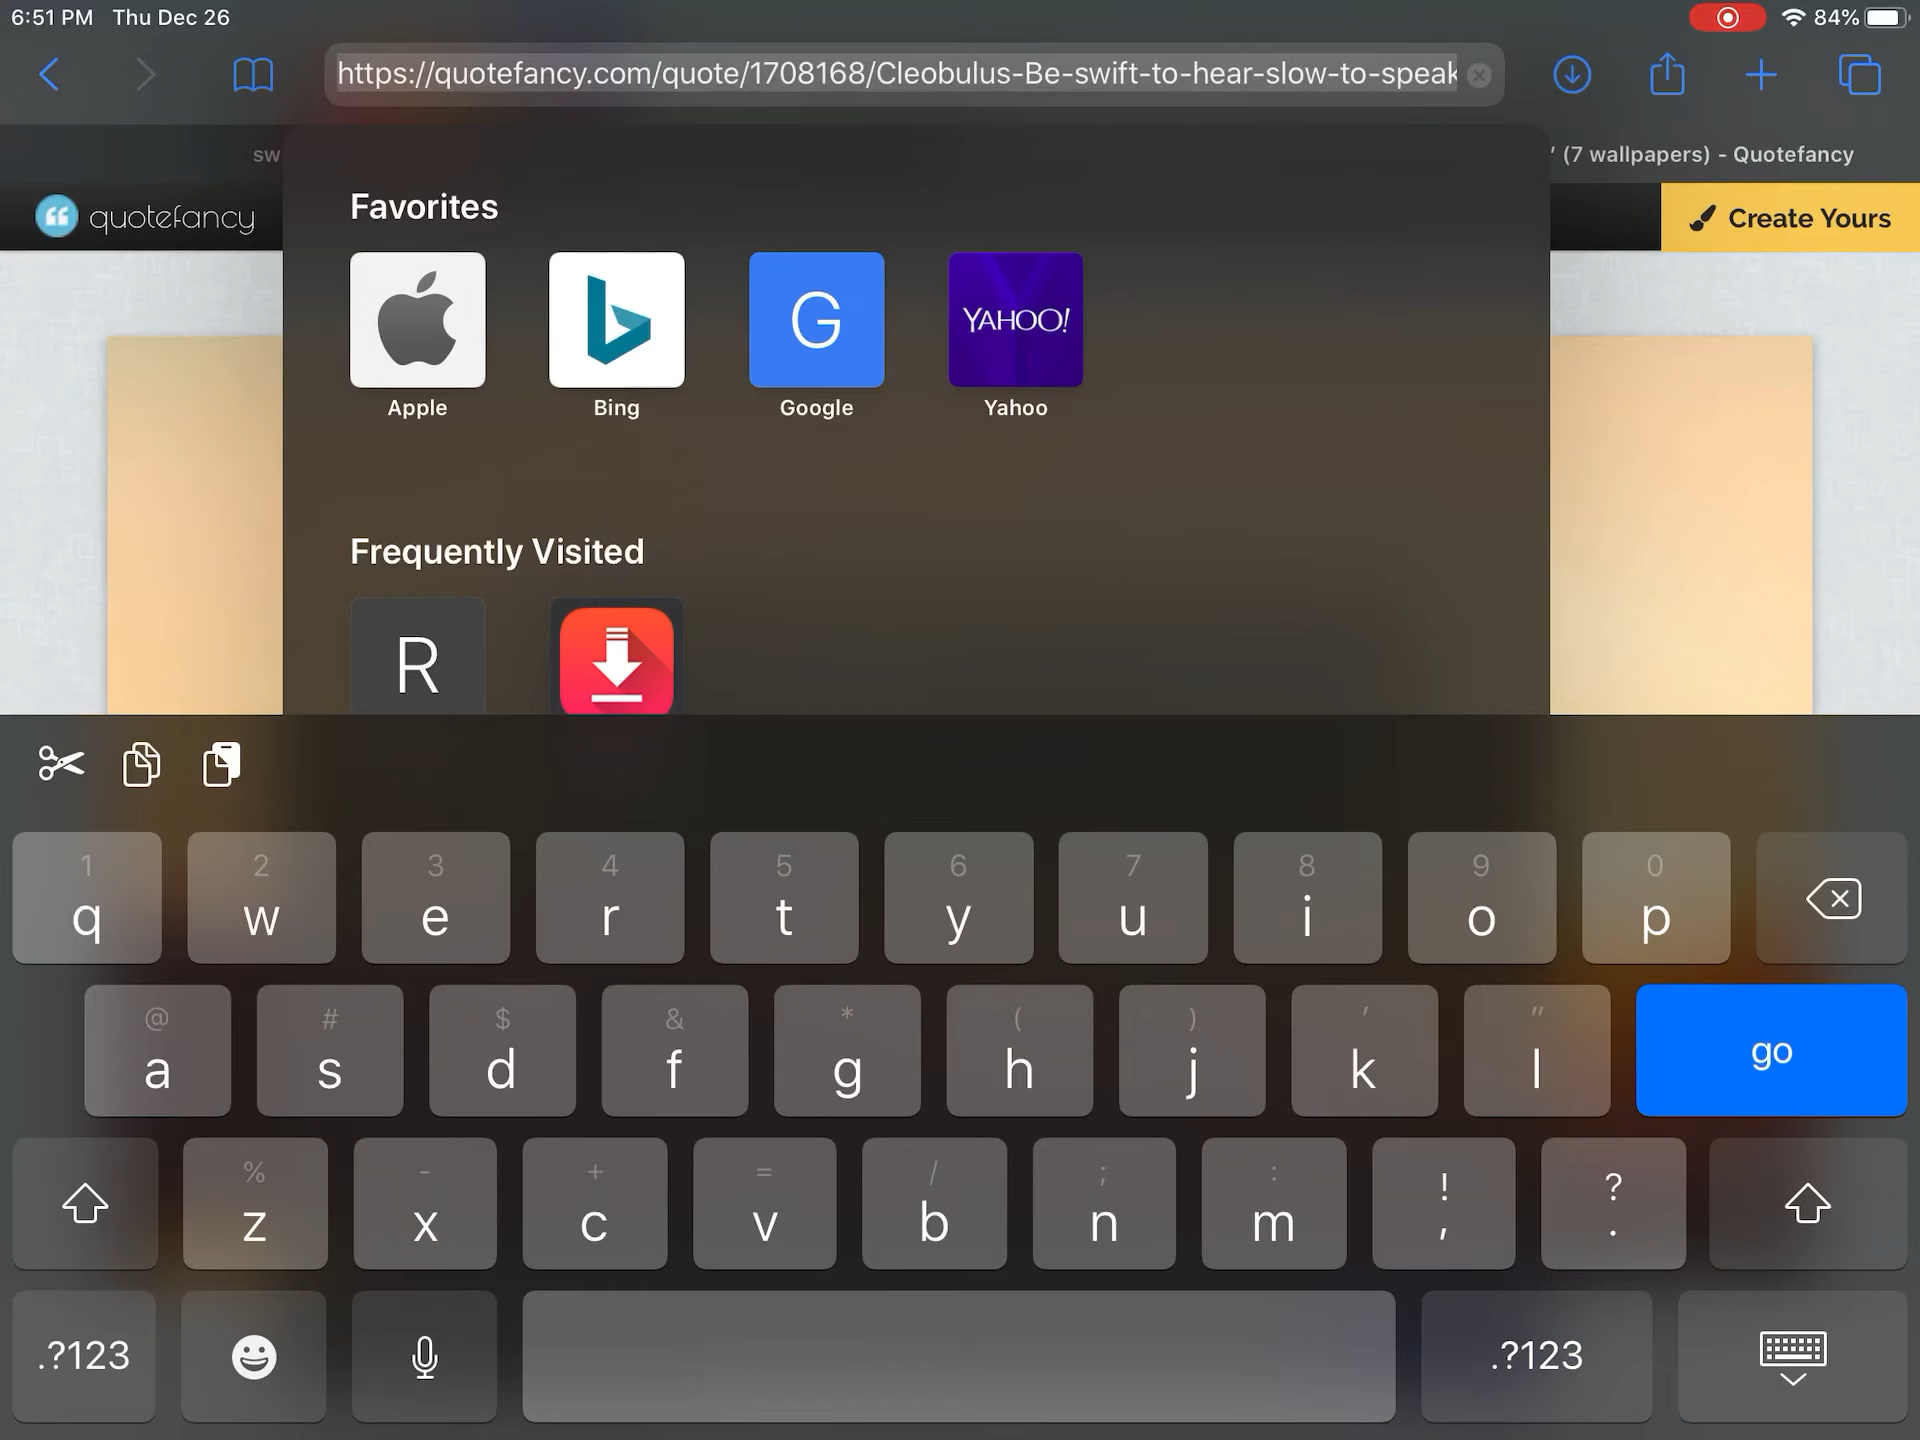 6:51 PM Thu Dec 26
84%
https://quotefancy.com/quote/1708168/Cleobulus-Be-swift-to-hear-slow-to-speak
sw
” (7 wallpapers) - Quotefancy
quotefancy
Create Yours
Favorites
YAHOO!
G
Apple
Bing
Google
Yahoo
Frequently Visited
R
1 2 3 4 5 6 7 8 9 0
q w e r t y u i o p
@ # $ & * ( ) ' "
a s d f g h j k l
go
% - + = / ; : ! ?
z x c v b n m , .
.?123
.?123